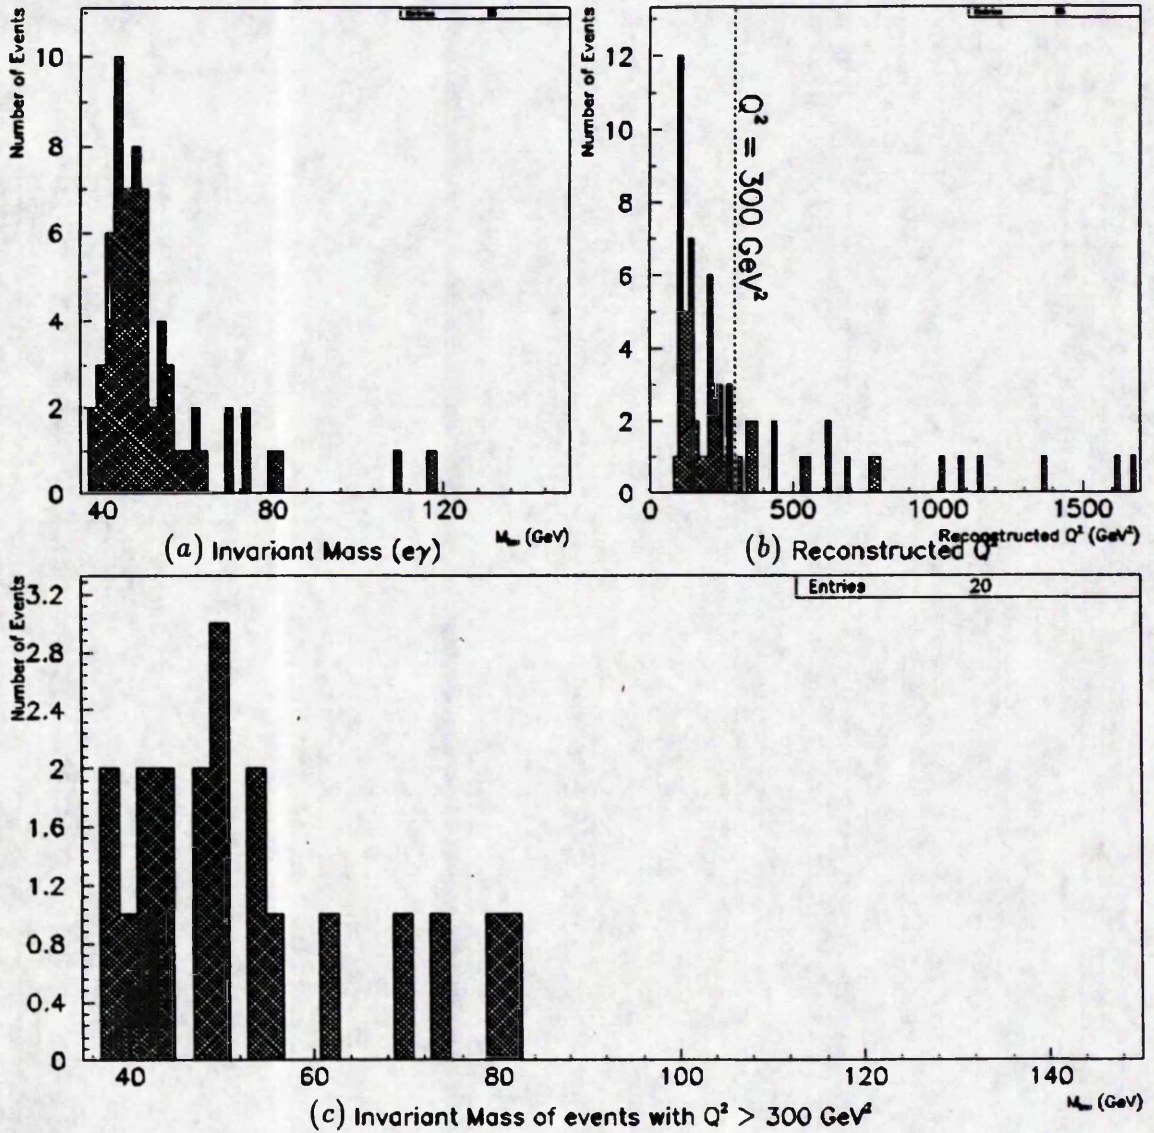 Number of Events
10
8
6
4
2
0
40
80
120
(GeV)
(a) Invariant Mass (eγ)
Entries
Number of Events
12
10
8
6
4
2
0
0
500
1000
1500
Q² = 300 GeV²
Reconstructed Q² (GeV²)
(b) Reconstructed Q²
Number of Events
3.2
2.8
2.4
2
1.6
1.2
0.8
0.4
0
Entries 20
40
60
80
100
120
140
(GeV)
(c) Invariant Mass of events with Q² > 300 GeV²